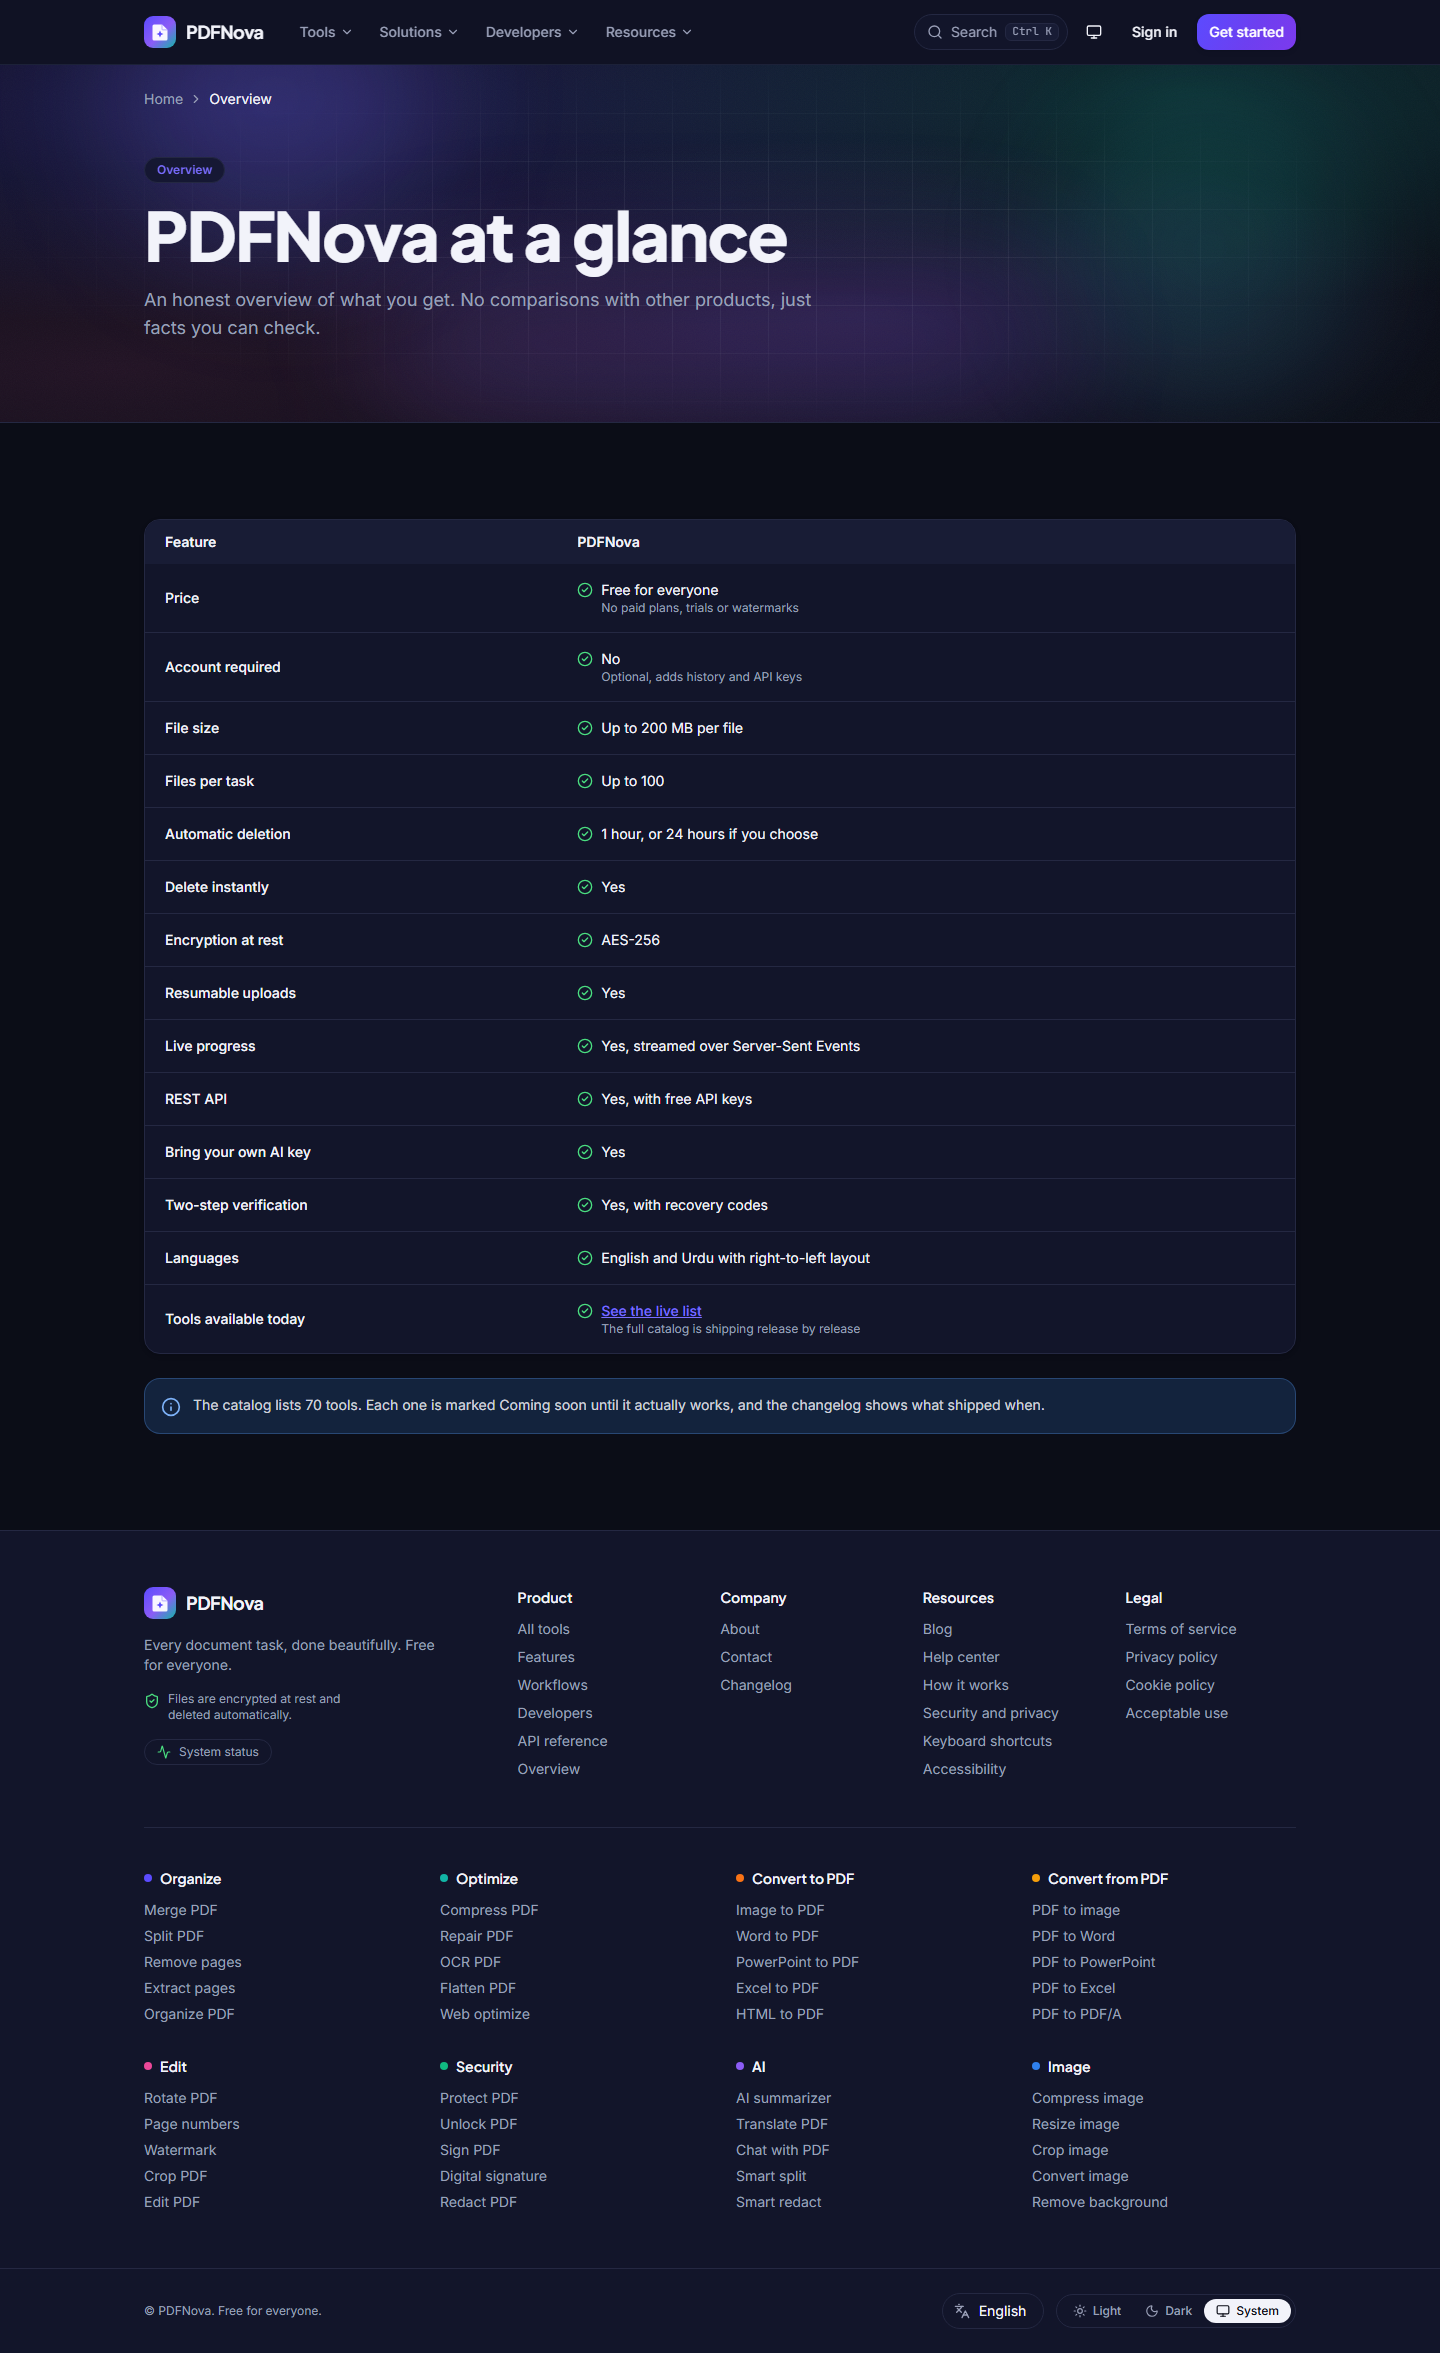 PDFNova
Tools
Solutions
Developers
Resources
Search
Ctrl K
Sign in
Get started
Home
Overview
Overview
PDFNova at a glance
An honest overview of what you get. No comparisons with other products, just
facts you can check.
Feature
PDFNova
Price
Free for everyone
No paid plans, trials or watermarks
Account required
No
Optional, adds history and API keys
File size
Up to 200 MB per file
Files per task
Up to 100
Automatic deletion
1 hour, or 24 hours if you choose
Delete instantly
Yes
Encryption at rest
AES-256
Resumable uploads
Yes
Live progress
Yes, streamed over Server-Sent Events
REST API
Yes, with free API keys
Bring your own AI key
Yes
Two-step verification
Yes, with recovery codes
Languages
English and Urdu with right-to-left layout
Tools available today
See the live list
The full catalog is shipping release by release
The catalog lists 70 tools. Each one is marked Coming soon until it actually works, and the changelog shows what shipped when.
PDFNova
Every document task, done beautifully. Free
for everyone.
Files are encrypted at rest and
deleted automatically.
System status
Product
All tools
Features
Workflows
Developers
API reference
Overview
Company
About
Contact
Changelog
Resources
Blog
Help center
How it works
Security and privacy
Keyboard shortcuts
Accessibility
Legal
Terms of service
Privacy policy
Cookie policy
Acceptable use
Organize
Merge PDF
Split PDF
Remove pages
Extract pages
Organize PDF
Optimize
Compress PDF
Repair PDF
OCR PDF
Flatten PDF
Web optimize
Convert to PDF
Image to PDF
Word to PDF
PowerPoint to PDF
Excel to PDF
HTML to PDF
Convert from PDF
PDF to image
PDF to Word
PDF to PowerPoint
PDF to Excel
PDF to PDF/A
Edit
Rotate PDF
Page numbers
Watermark
Crop PDF
Edit PDF
Security
Protect PDF
Unlock PDF
Sign PDF
Digital signature
Redact PDF
AI
AI summarizer
Translate PDF
Chat with PDF
Smart split
Smart redact
Image
Compress image
Resize image
Crop image
Convert image
Remove background
© PDFNova. Free for everyone.
English
Light
Dark
System